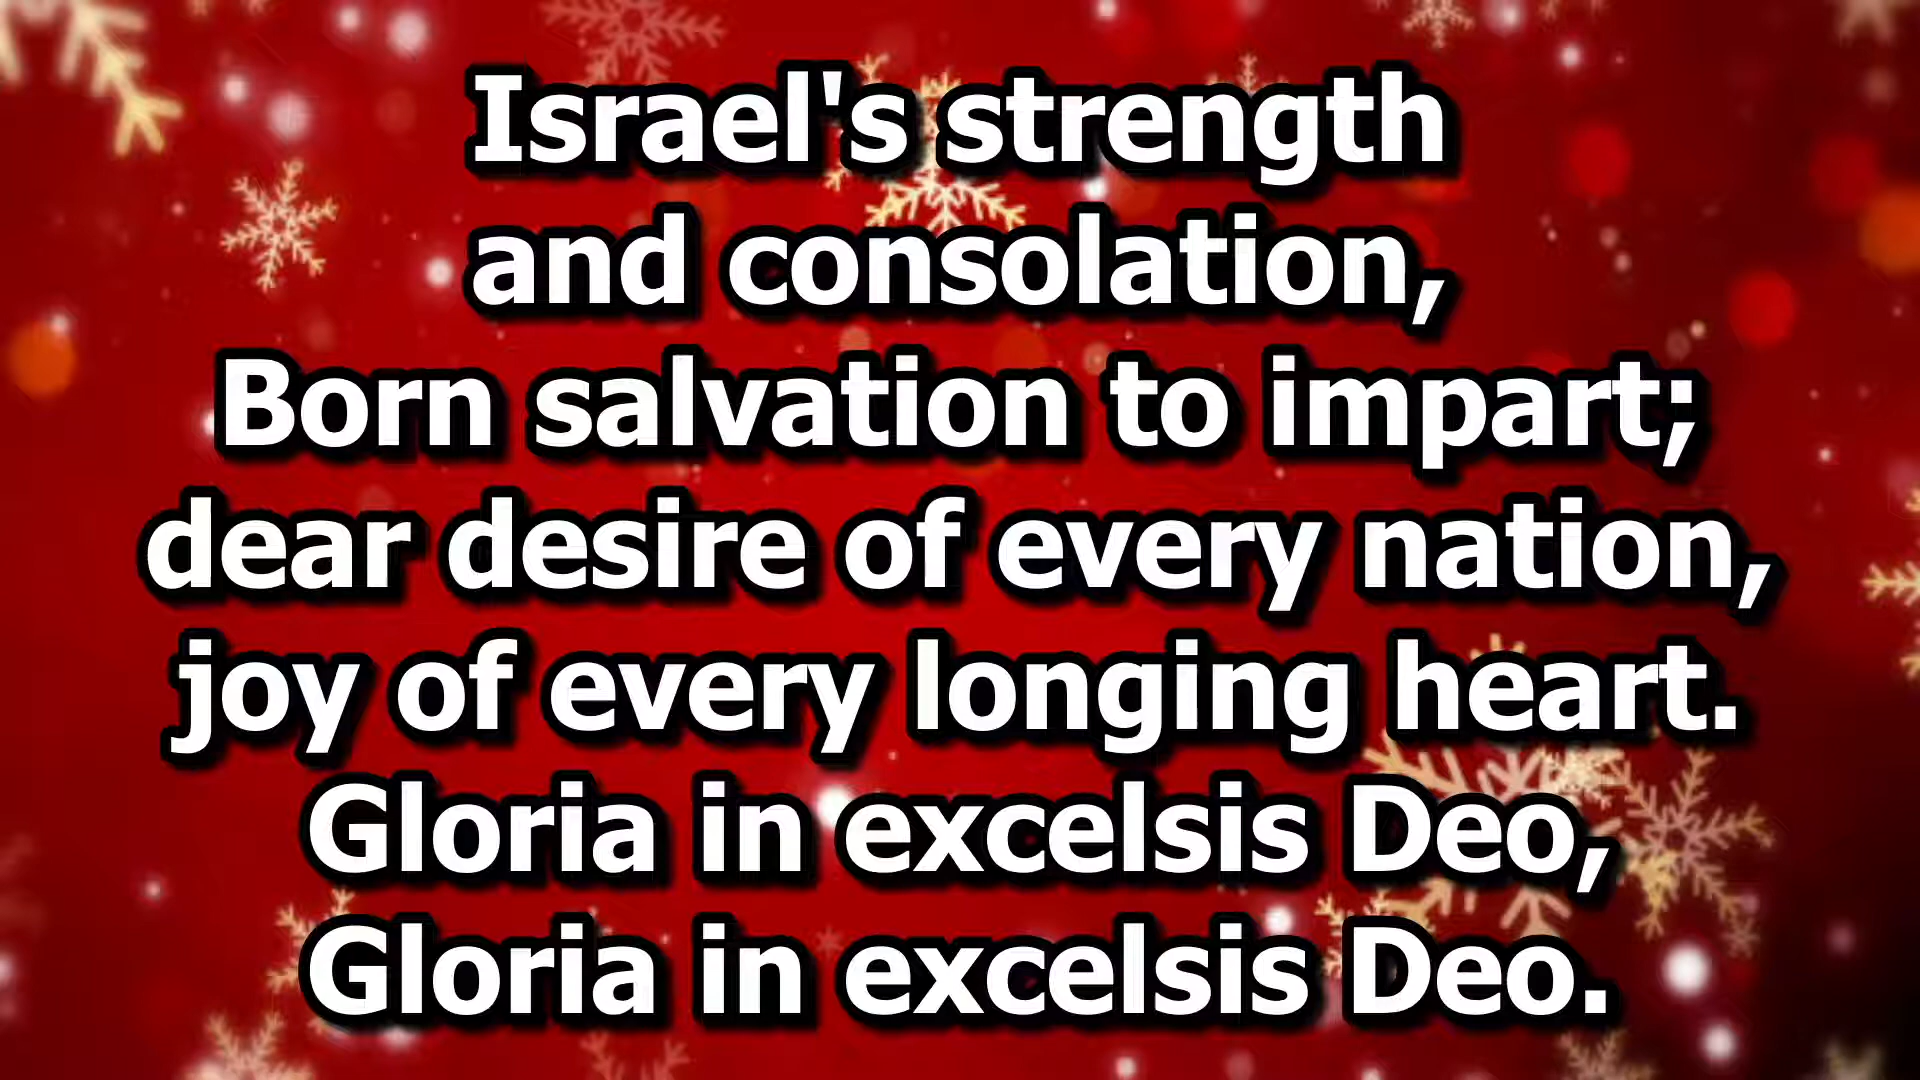 Israel's strength
and consolation,
Born salvation to impart;
dear desire of every nation,
joy of every longing heart.
Gloria in excelsis Deo,
Gloria in excelsis Deo.